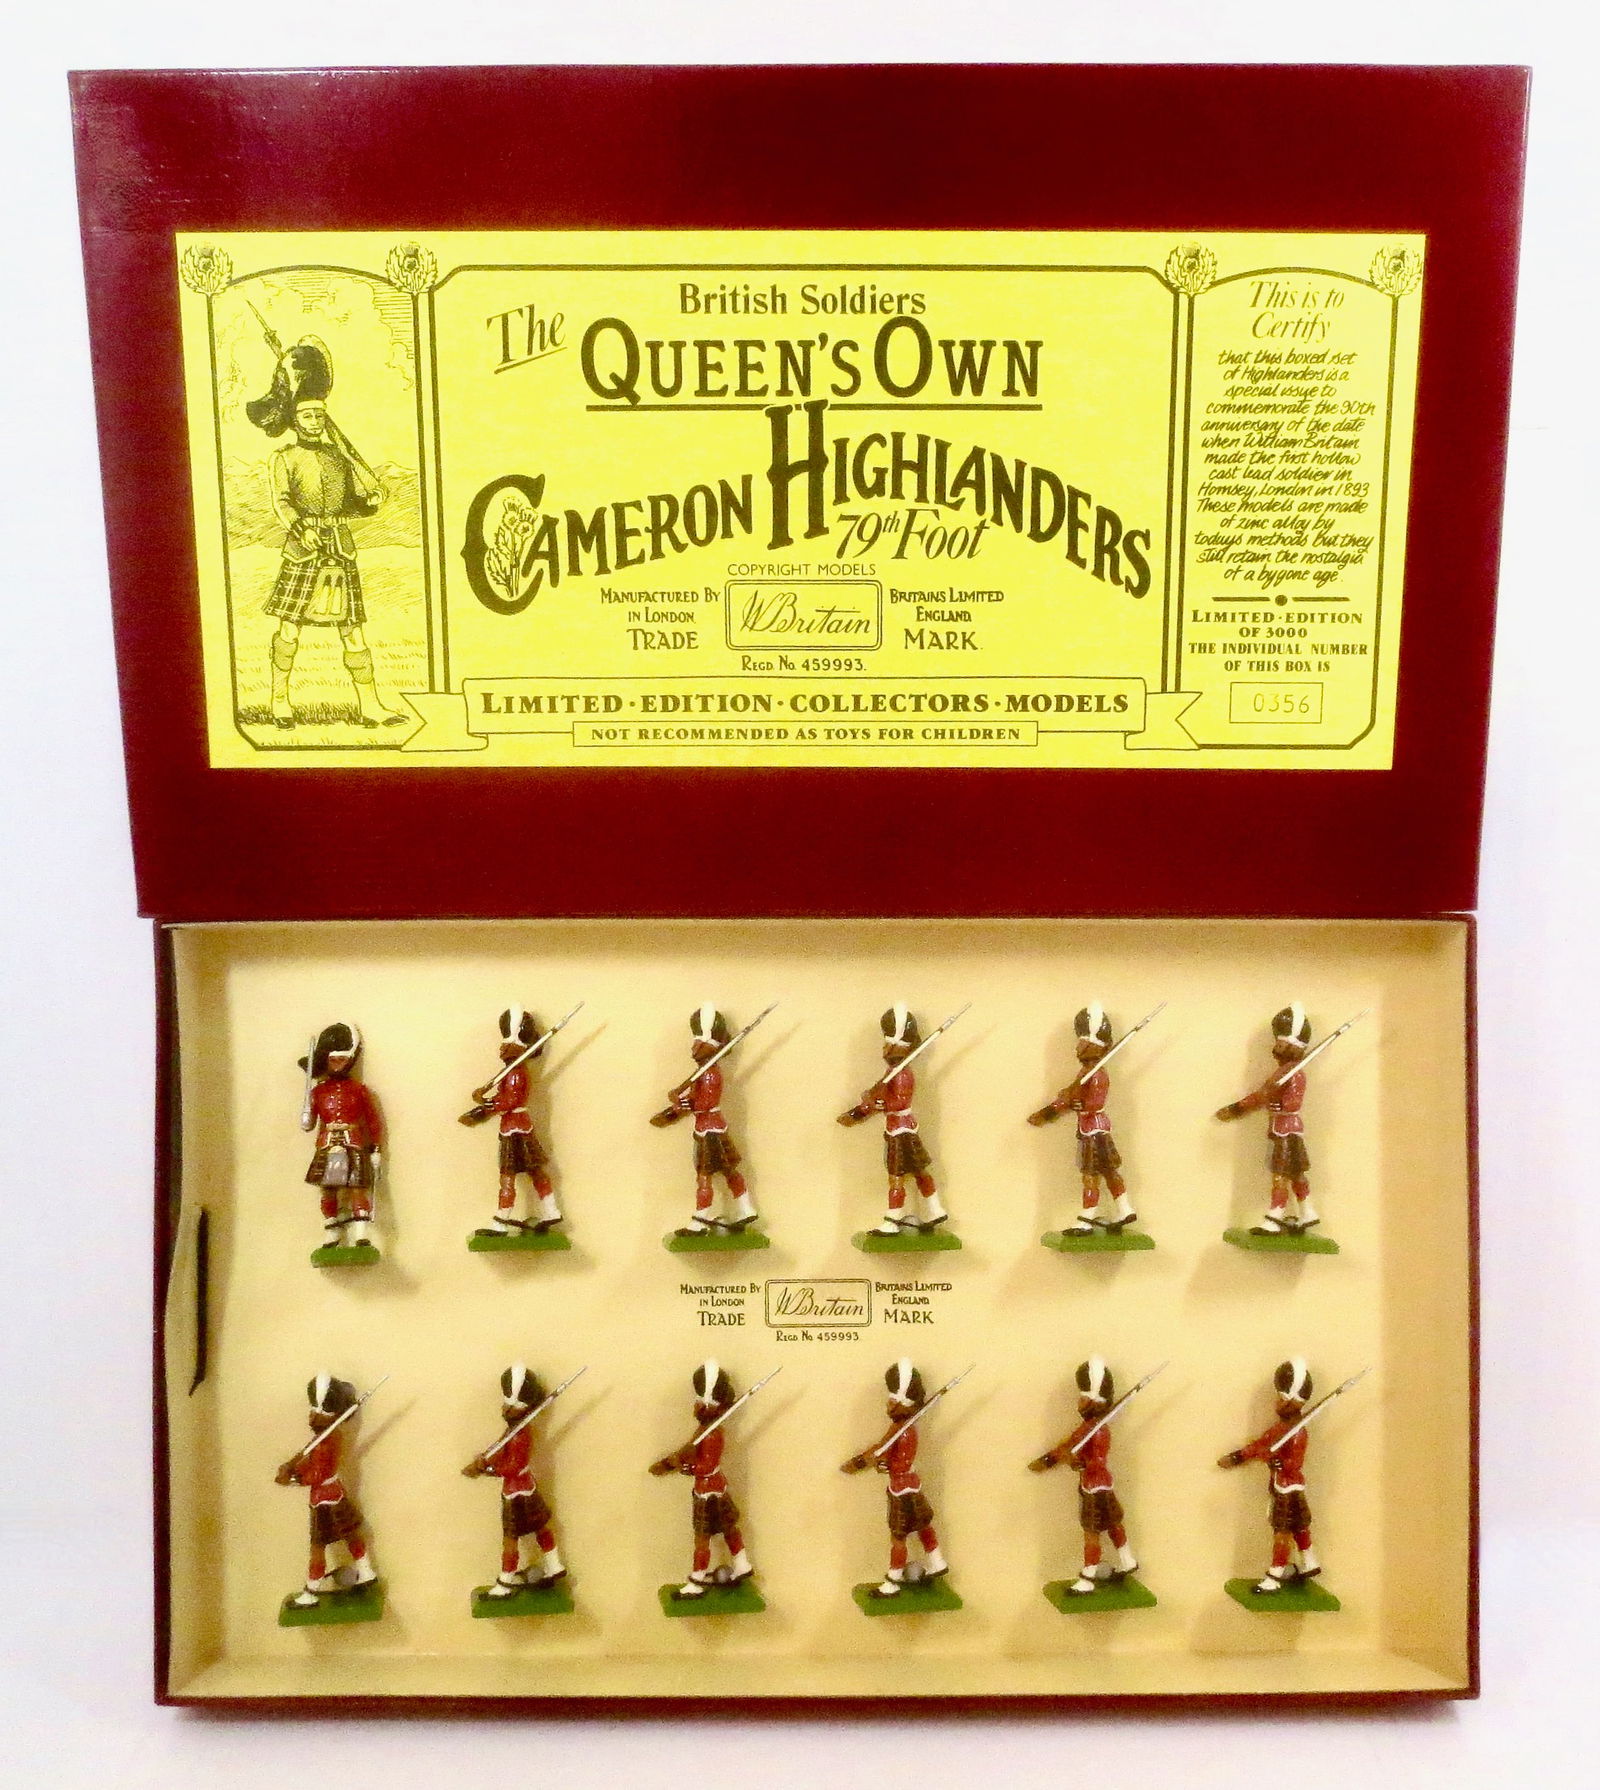 British Soldiers
The QUEEN'S OWN
CAMERON HIGHLANDERS
79th Foot
COPYRIGHT MODELS
MANUFACTURED BY
IN LONDON
TRADE
WBritain
BRITAINS LIMITED
ENGLAND
MARK.
REGD. No. 459993.
LIMITED·EDITION·COLLECTORS·MODELS
NOT RECOMMENDED AS TOYS FOR CHILDREN
This is to
Certify
that this boxed set
of Highlanders is a
special issue to
commemorate the 90th
anniversary of the date
when William Britain
made the first hollow
cast lead soldier in
Hornsey, London in 1893
These models are made
of zinc alloy by
todays methods but they
still retain the nostalgia
of a bygone age.
LIMITED·EDITION
OF 3000
THE INDIVIDUAL NUMBER
OF THIS BOX IS
0356
MANUFACTURED BY
IN LONDON
TRADE
WBritain
BRITAINS LIMITED
ENGLAND
MARK
REGD. No. 459993.